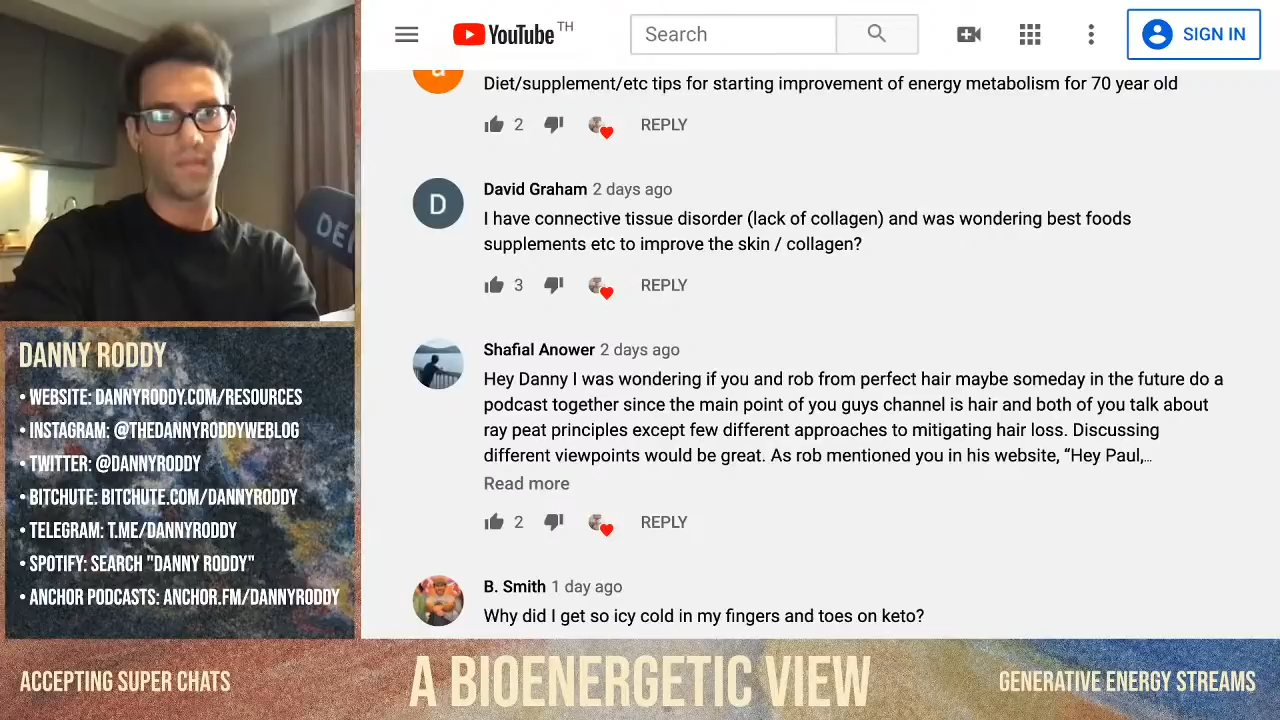 YouTube TH
Search
SIGN IN
Diet/supplement/etc tips for starting improvement of energy metabolism for 70 year old
2
REPLY
D
David Graham 2 days ago
I have connective tissue disorder (lack of collagen) and was wondering best foods
supplements etc to improve the skin / collagen?
3
REPLY
Shafial Anower 2 days ago
Hey Danny I was wondering if you and rob from perfect hair maybe someday in the future do a
podcast together since the main point of you guys channel is hair and both of you talk about
ray peat principles except few different approaches to mitigating hair loss. Discussing
different viewpoints would be great. As rob mentioned you in his website, “Hey Paul,...
Read more
2
REPLY
B. Smith 1 day ago
Why did I get so icy cold in my fingers and toes on keto?
DANNY RODDY
• WEBSITE: DANNYRODDY.COM/RESOURCES
• INSTAGRAM: @THEDANNYRODDYWEBLOG
• TWITTER: @DANNYRODDY
• BITCHUTE: BITCHUTE.COM/DANNYRODDY
• TELEGRAM: T.ME/DANNYRODDY
• SPOTIFY: SEARCH "DANNY RODDY"
• ANCHOR PODCASTS: ANCHOR.FM/DANNYRODDY
ACCEPTING SUPER CHATS
A BIOENERGETIC VIEW
GENERATIVE ENERGY STREAMS